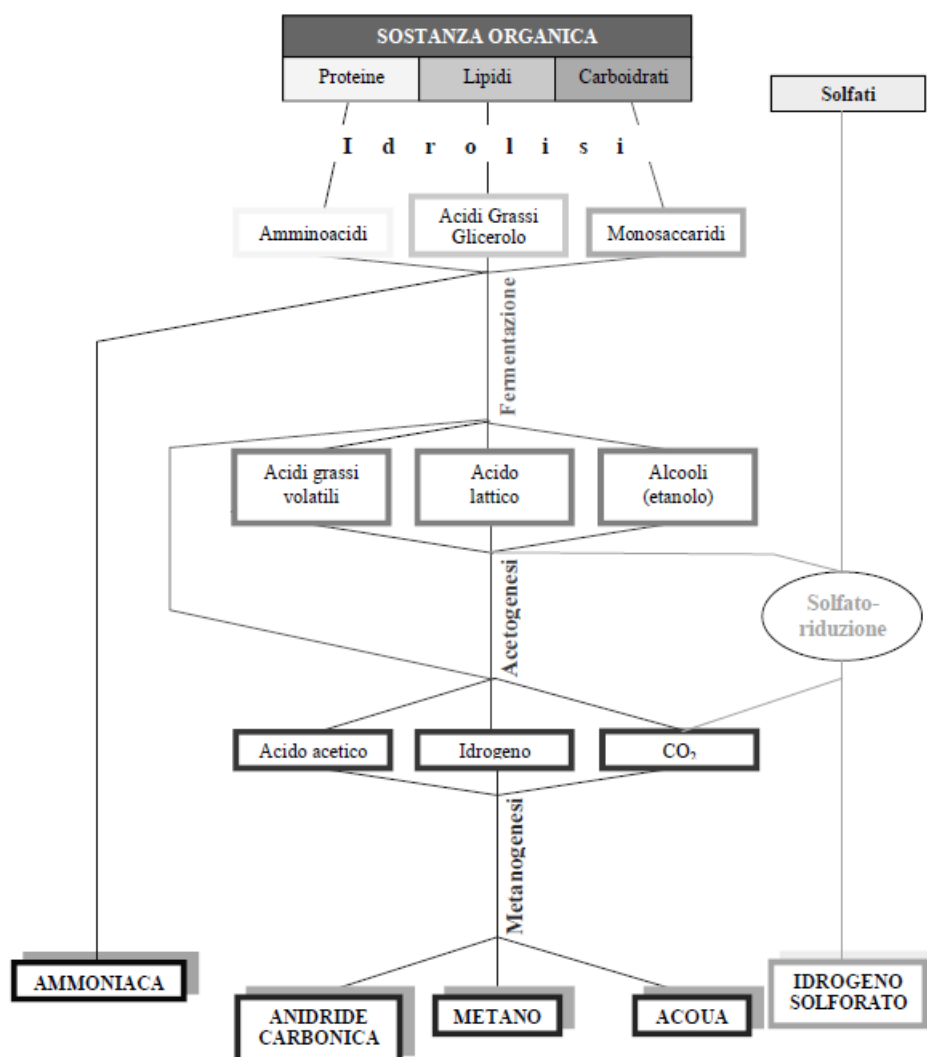 SOSTANZA ORGANICA
Proteine
Lipidi
Carboidrati
Solfati
I d r o l i s i
Amminoacidi
Acidi Grassi
Glicerolo
Monosaccaridi
Fermentazione
Acidi grassi
volatili
Acido
lattico
Alcooli
(etanolo)
Acetogenesi
Solfato-
riduzione
Acido acetico
Idrogeno
CO₂
Metanogenesi
AMMONIACA
ANIDRIDE
CARBONICA
METANO
ACQUA
IDROGENO
SOLFORATO